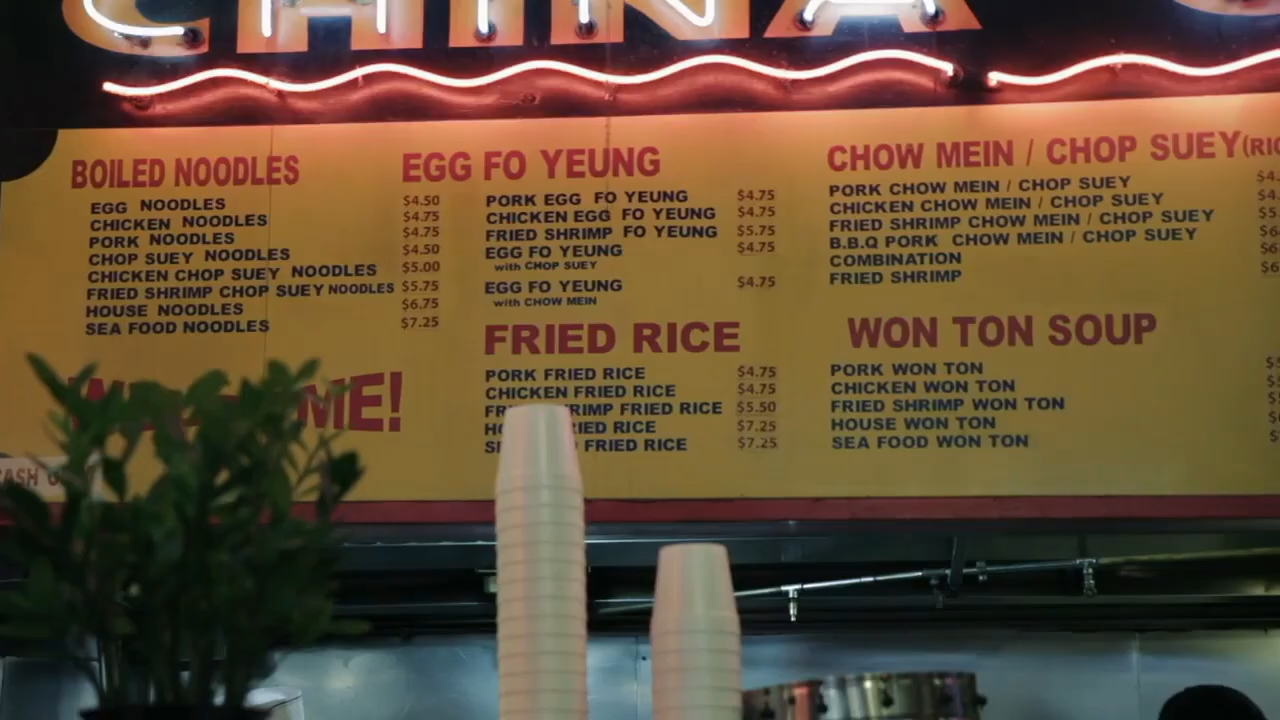 CHINA
BOILED NOODLES
EGG NOODLES $4.50
CHICKEN NOODLES $4.75
PORK NOODLES $4.75
CHOP SUEY NOODLES $4.50
CHICKEN CHOP SUEY NOODLES $5.00
FRIED SHRIMP CHOP SUEY NOODLES $5.75
HOUSE NOODLES $6.75
SEA FOOD NOODLES $7.25
ME!
CASH
EGG FO YEUNG
PORK EGG FO YEUNG $4.75
CHICKEN EGG FO YEUNG $4.75
FRIED SHRIMP FO YEUNG $5.75
EGG FO YEUNG $4.75
with CHOP SUEY
EGG FO YEUNG $4.75
with CHOW MEIN
FRIED RICE
PORK FRIED RICE $4.75
CHICKEN FRIED RICE $4.75
FRIED RICE $5.50
RICE $7.25
FRIED RICE $7.25
CHOW MEIN / CHOP SUEY
PORK CHOW MEIN / CHOP SUEY
CHICKEN CHOW MEIN / CHOP SUEY
FRIED SHRIMP CHOW MEIN / CHOP SUEY
B.B.Q PORK CHOW MEIN / CHOP SUEY
COMBINATION
FRIED SHRIMP
WON TON SOUP
PORK WON TON
CHICKEN WON TON
FRIED SHRIMP WON TON
HOUSE WON TON
SEA FOOD WON TON